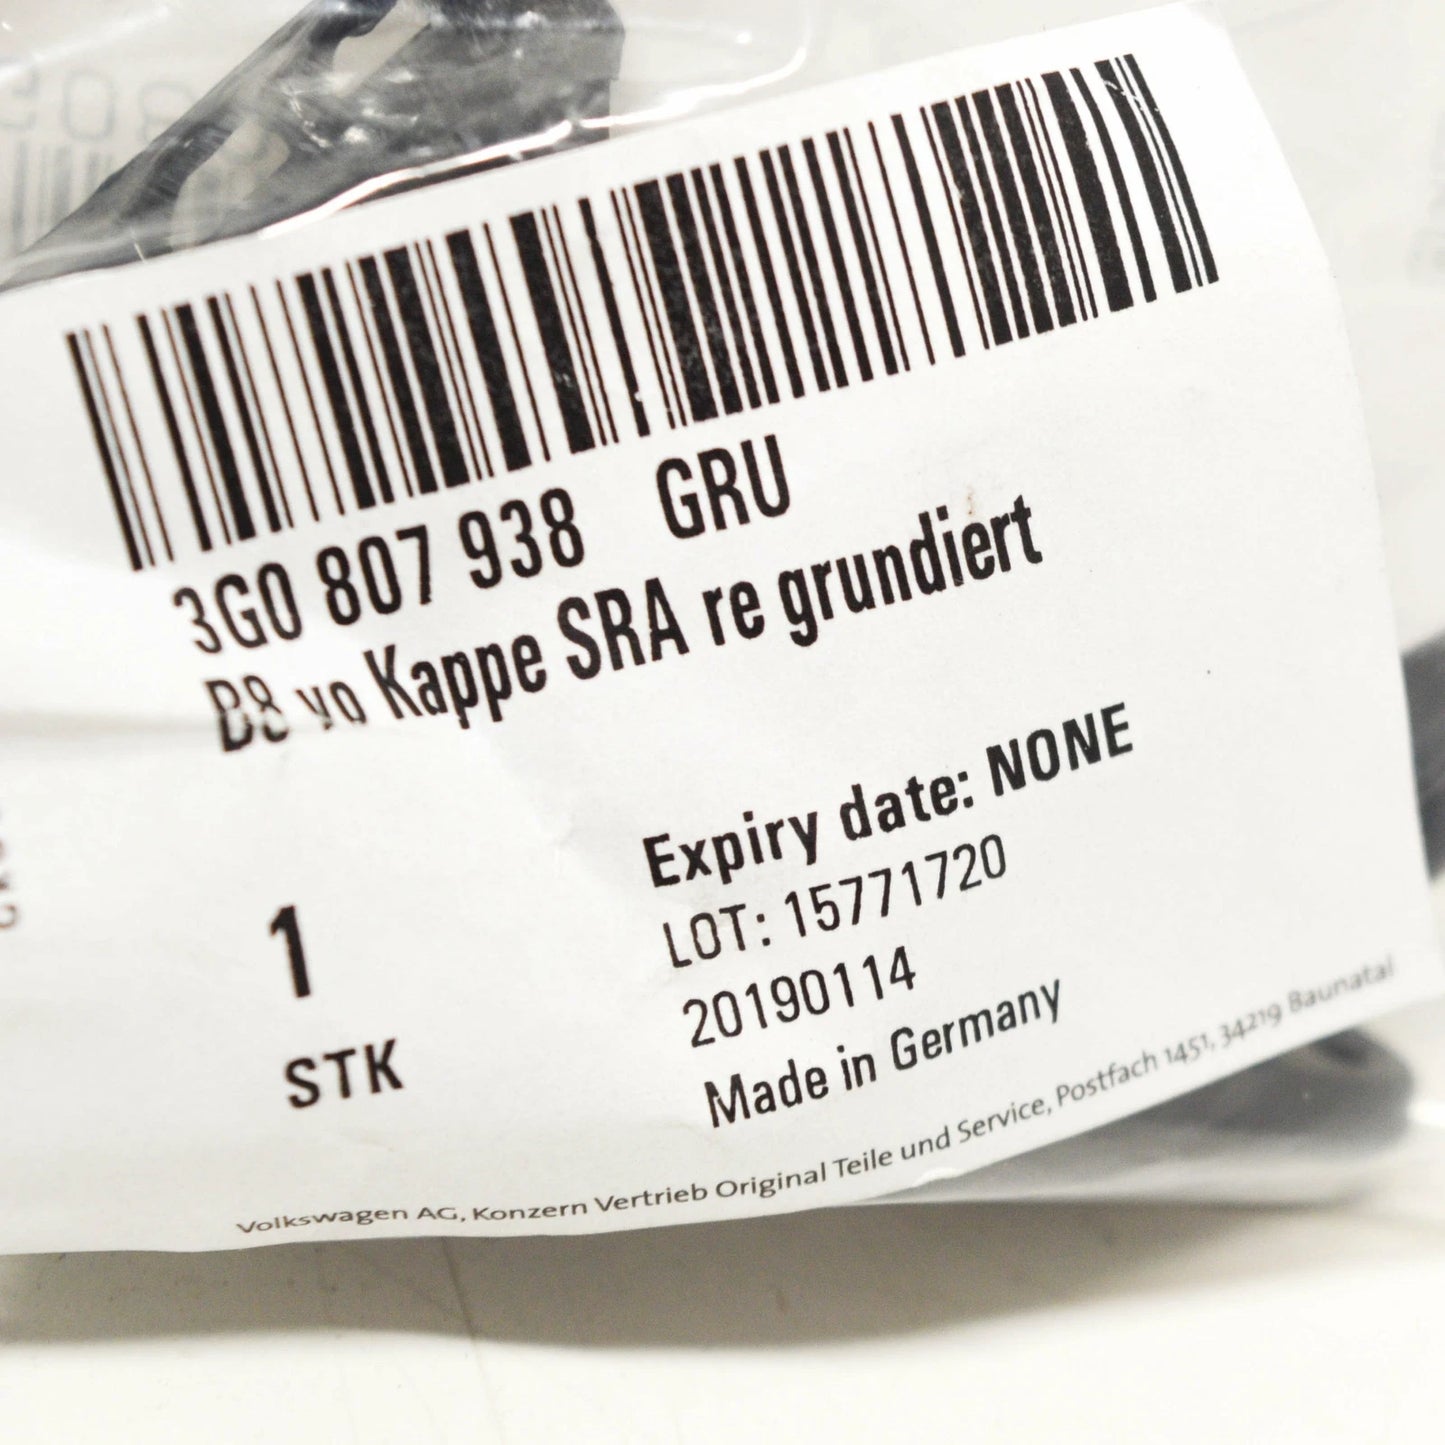 3G0 807 938 GRU
B8 vo Kappe SRA re grundiert
Expiry date: NONE
1
LOT: 15771720
20190114
STK
Made in Germany
Volkswagen AG, Konzern Vertrieb Original Teile und Service, Postfach 1451, 34219 Baunatal